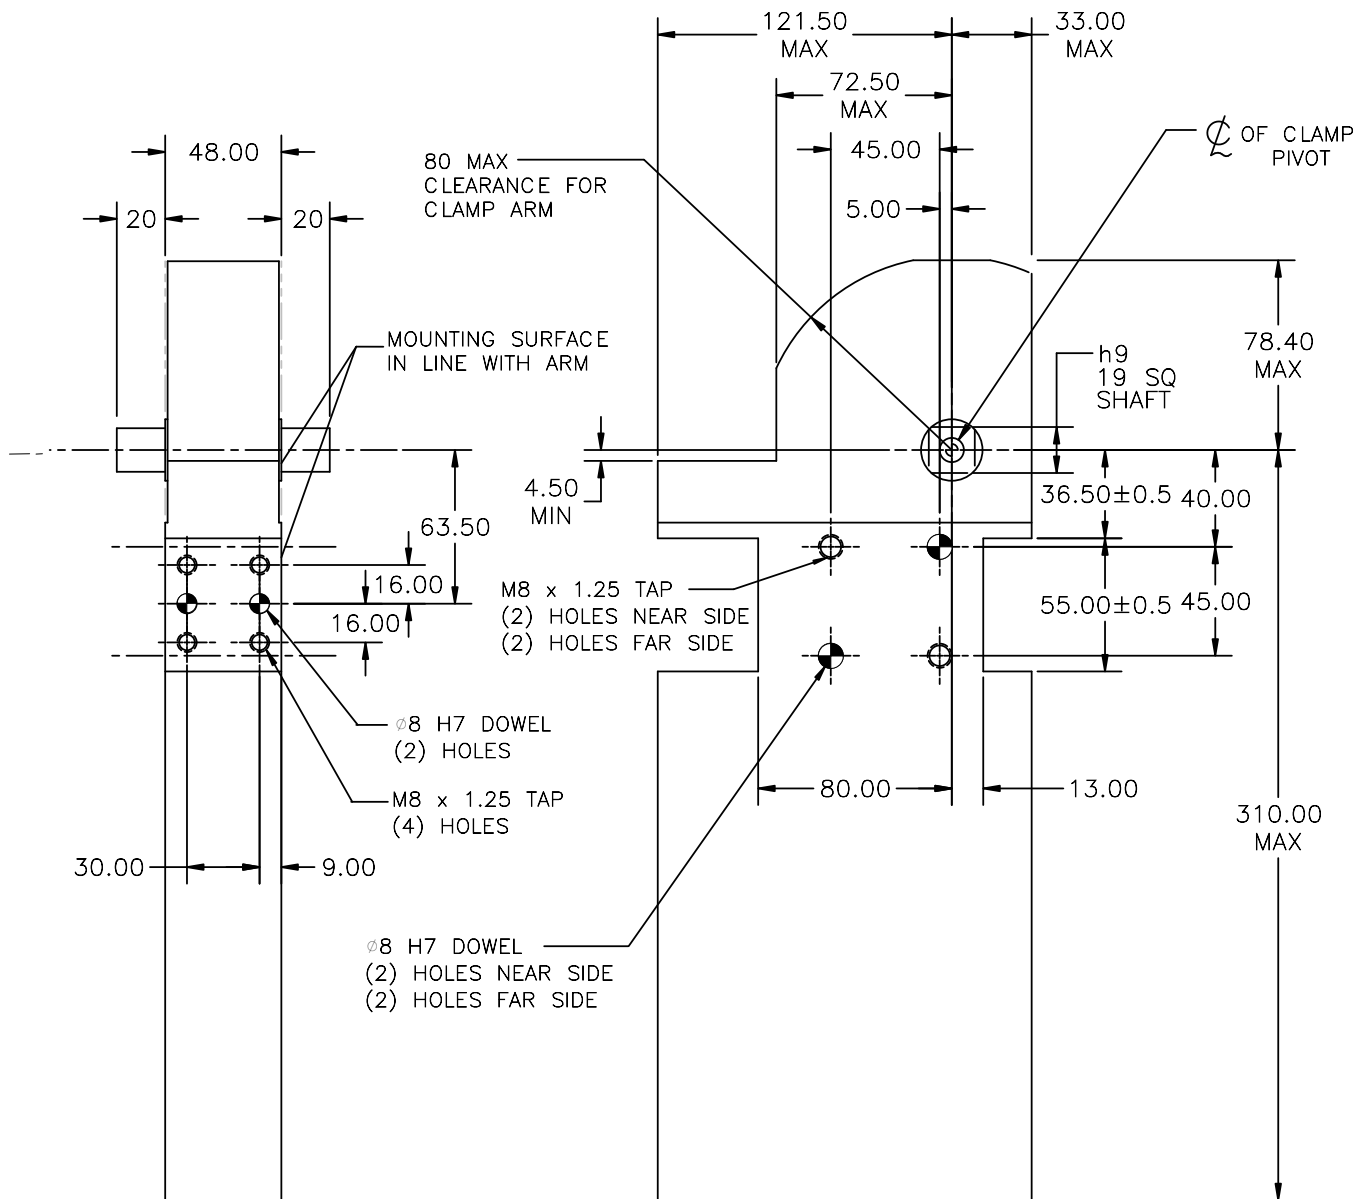 121.50
MAX
33.00
MAX
72.50
MAX
48.00
45.00
℄ OF CLAMP
PIVOT
80 MAX
CLEARANCE FOR
CLAMP ARM
20
20
5.00
MOUNTING SURFACE
IN LINE WITH ARM
78.40
MAX
h9
19 SQ
SHAFT
4.50
MIN
36.50±0.5
40.00
63.50
M8 x 1.25 TAP
(2) HOLES NEAR SIDE
(2) HOLES FAR SIDE
16.00
16.00
55.00±0.5
45.00
⌀8 H7 DOWEL
(2) HOLES
M8 x 1.25 TAP
(4) HOLES
80.00
13.00
310.00
MAX
30.00
9.00
⌀8 H7 DOWEL
(2) HOLES NEAR SIDE
(2) HOLES FAR SIDE